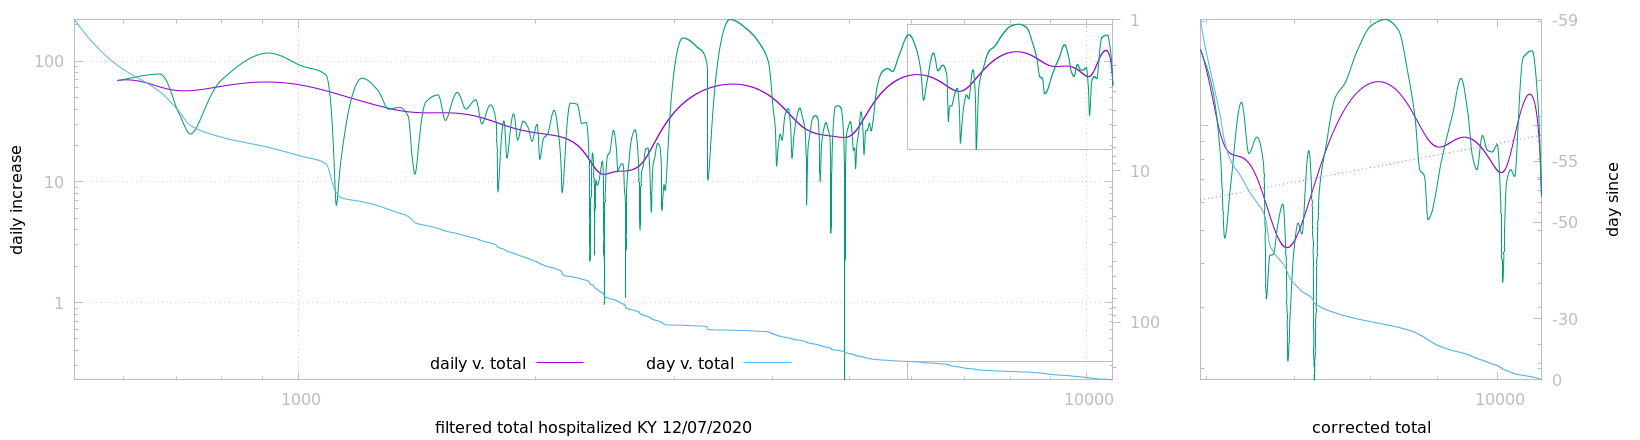 100
10
1
daily increase
1000
10000
1
10
100
daily v. total
day v. total
filtered total hospitalized KY 12/07/2020
-59
-55
-50
-30
0
day since
10000
corrected total